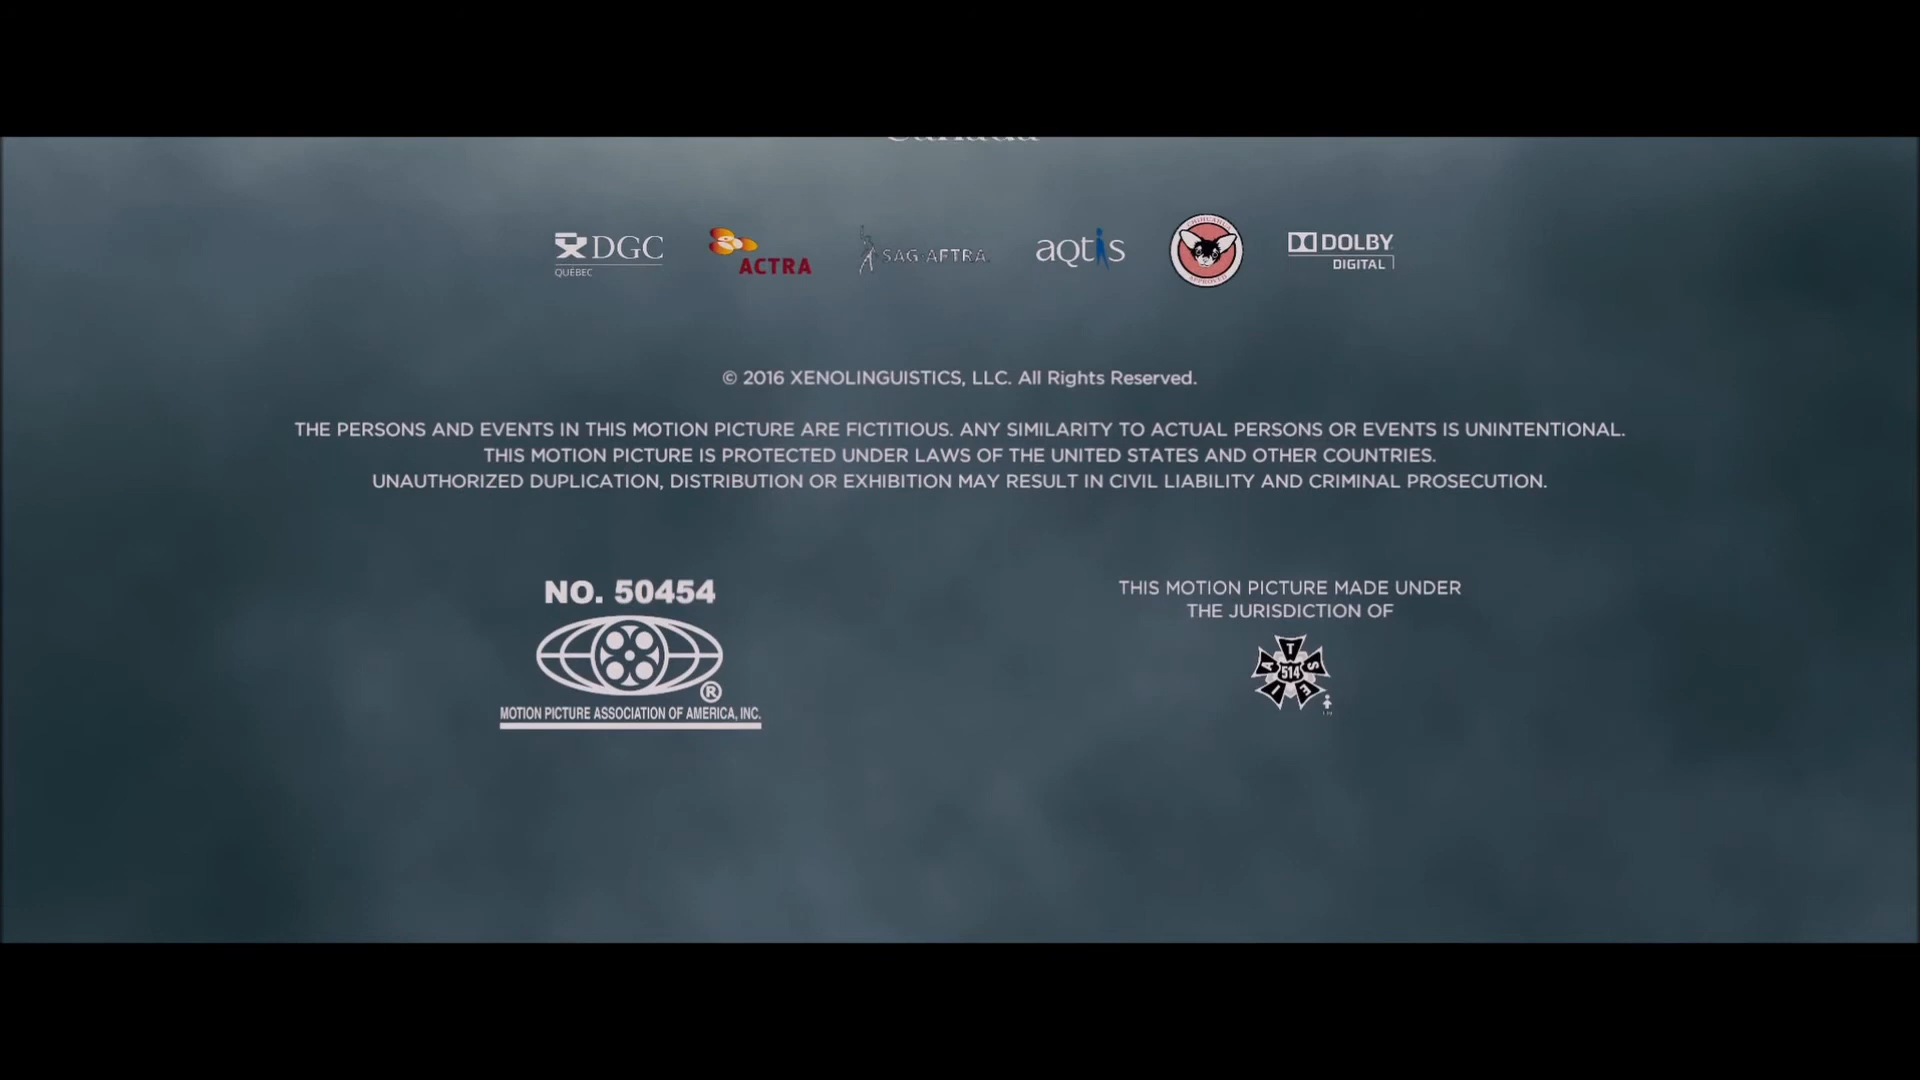 DGC
QUÉBEC
ACTRA
SAG·AFTRA
aqtis
APPROVED
DOLBY
DIGITAL
© 2016 XENOLINGUISTICS, LLC. All Rights Reserved.
THE PERSONS AND EVENTS IN THIS MOTION PICTURE ARE FICTITIOUS. ANY SIMILARITY TO ACTUAL PERSONS OR EVENTS IS UNINTENTIONAL.
THIS MOTION PICTURE IS PROTECTED UNDER LAWS OF THE UNITED STATES AND OTHER COUNTRIES.
UNAUTHORIZED DUPLICATION, DISTRIBUTION OR EXHIBITION MAY RESULT IN CIVIL LIABILITY AND CRIMINAL PROSECUTION.
NO. 50454
®
MOTION PICTURE ASSOCIATION OF AMERICA, INC.
THIS MOTION PICTURE MADE UNDER
THE JURISDICTION OF
IATSE
514